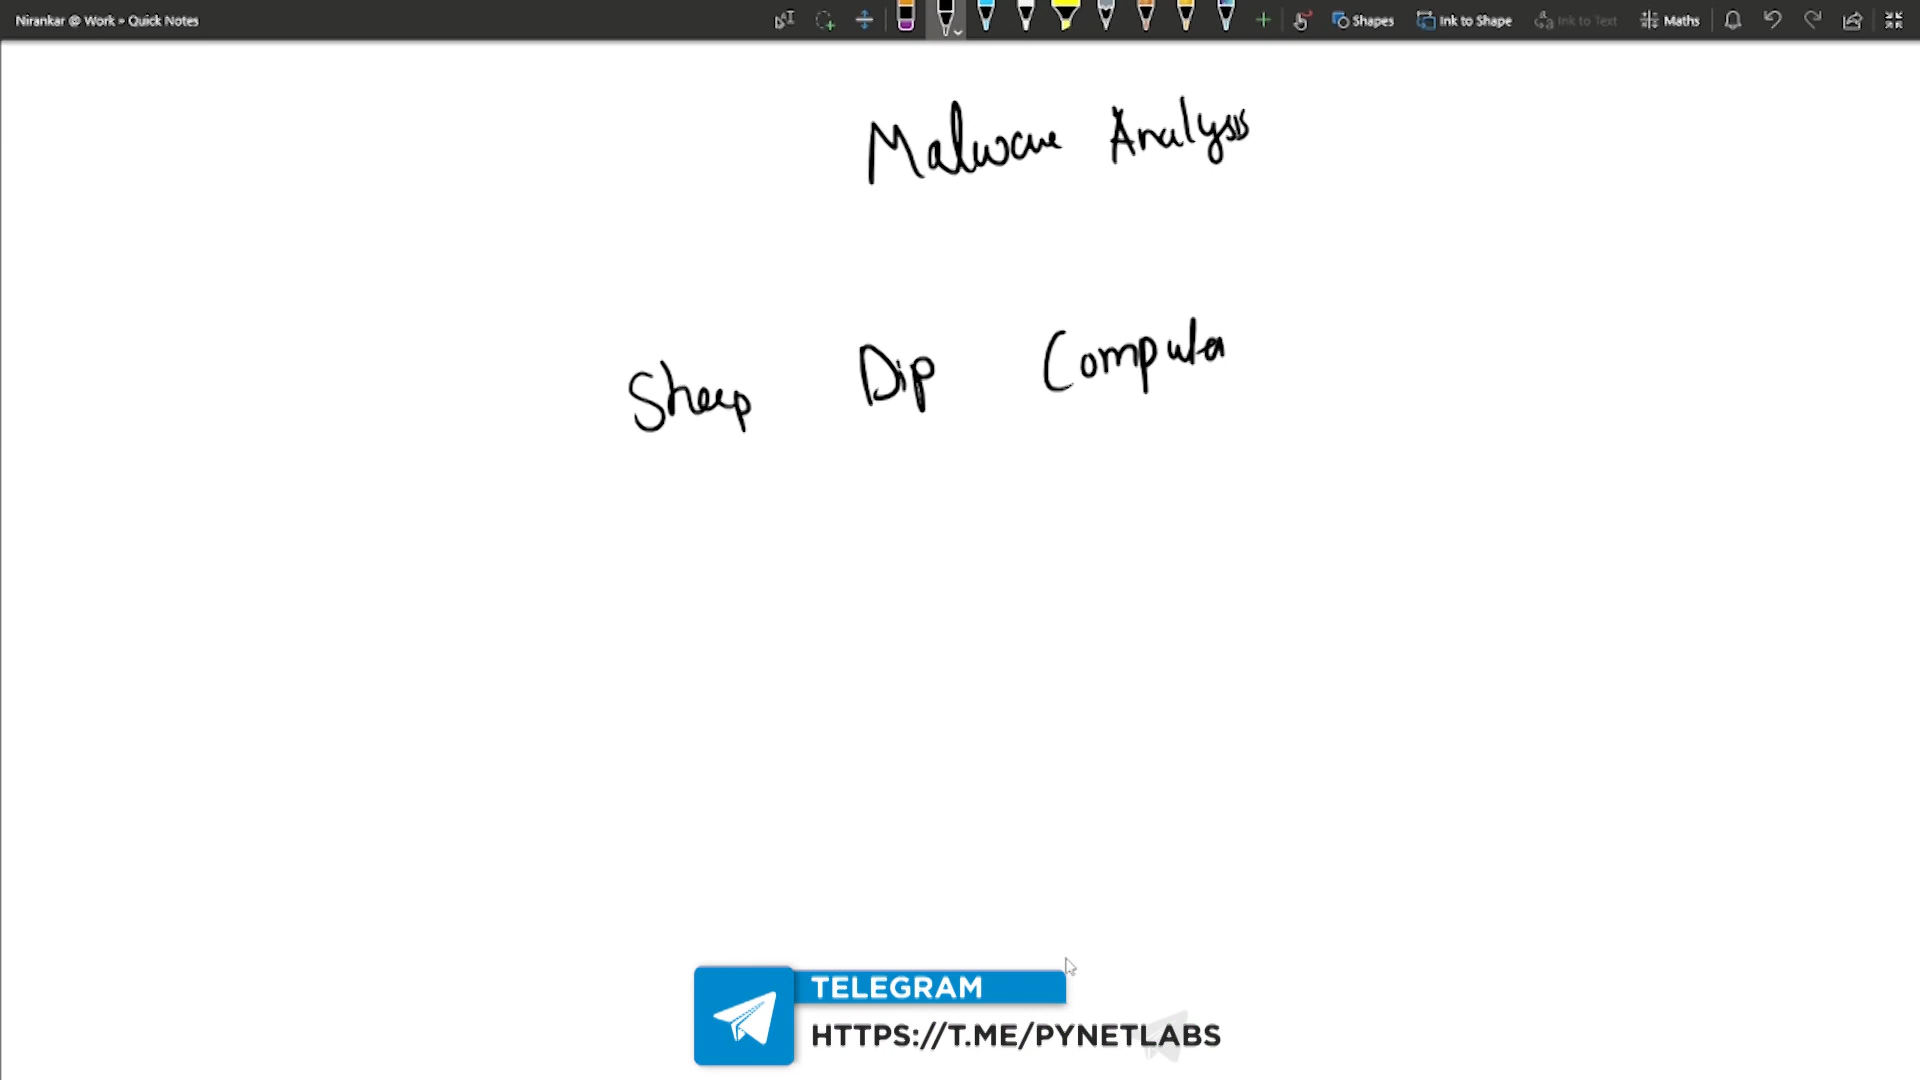 Nirankar @ Work » Quick Notes
Shapes Ink to Shape Ink to Text Maths
Malware Analysis
Sheep Dip Computer
TELEGRAM
HTTPS://T.ME/PYNETLABS